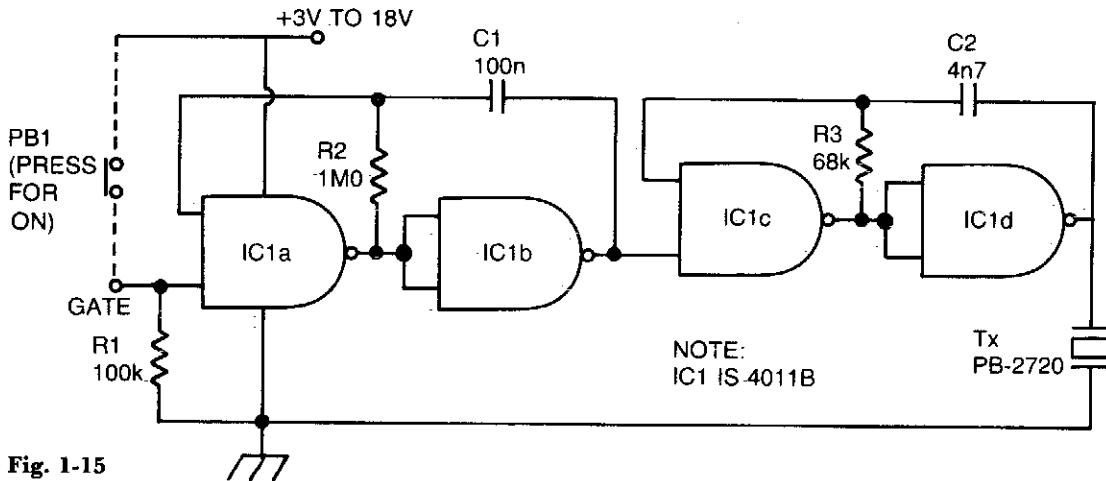 +3V TO 18V
C1
100n
C2
4n7
PB1
(PRESS
FOR
ON)
R2
1M0
R3
68k
IC1a
IC1b
IC1c
IC1d
GATE
R1
100k
NOTE:
IC1 IS 4011B
Tx
PB-2720
Fig. 1-15